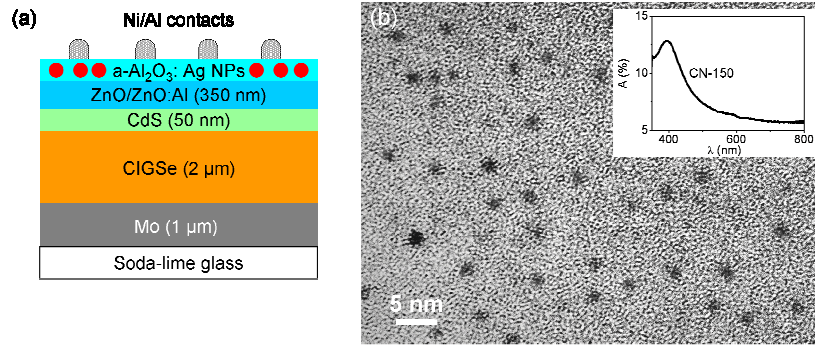 (a)
Ni/Al contacts
a-Al₂O₃: Ag NPs
ZnO/ZnO:Al (350 nm)
CdS (50 nm)
CIGSe (2 µm)
Mo (1 µm)
Soda-lime glass
(b)
15
10
5
A (%)
CN-150
400
600
800
λ (nm)
5 nm